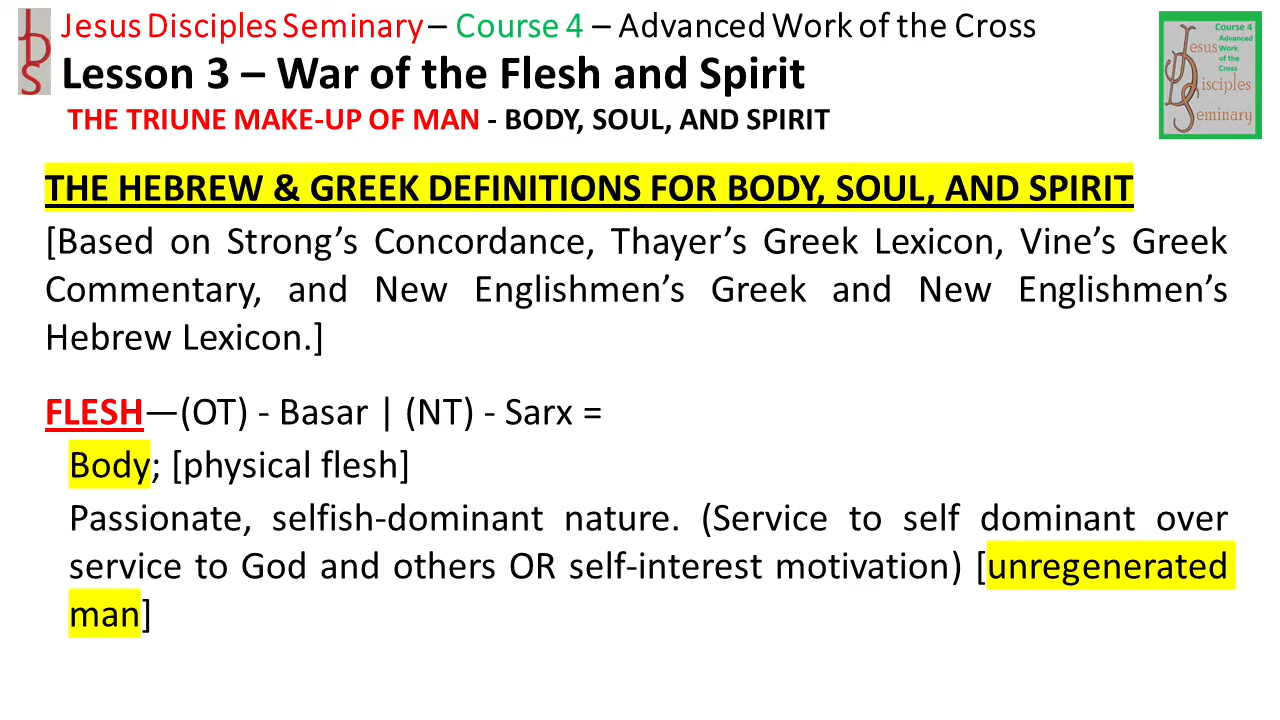 JDS
Jesus Disciples Seminary – Course 4 – Advanced Work of the Cross
Lesson 3 – War of the Flesh and Spirit
THE TRIUNE MAKE-UP OF MAN - BODY, SOUL, AND SPIRIT
Course 4
Advanced
Work
of the
Cross
Jesus
Disciples
Seminary
THE HEBREW & GREEK DEFINITIONS FOR BODY, SOUL, AND SPIRIT
[Based on Strong’s Concordance, Thayer’s Greek Lexicon, Vine’s Greek
Commentary, and New Englishmen’s Greek and New Englishmen’s
Hebrew Lexicon.]
FLESH—(OT) - Basar | (NT) - Sarx =
Body; [physical flesh]
Passionate, selfish-dominant nature. (Service to self dominant over
service to God and others OR self-interest motivation) [unregenerated
man]